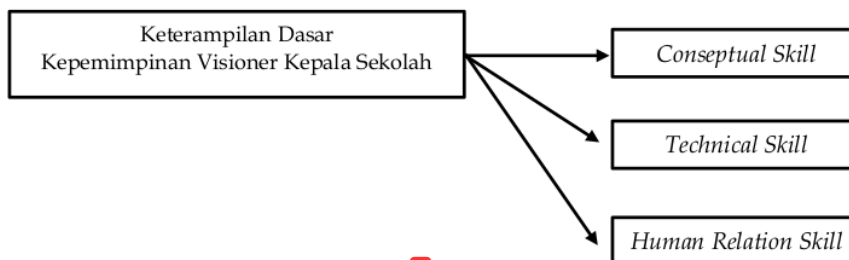 Keterampilan Dasar
Kepemimpinan Visioner Kepala Sekolah
Conseptual Skill
Technical Skill
Human Relation Skill